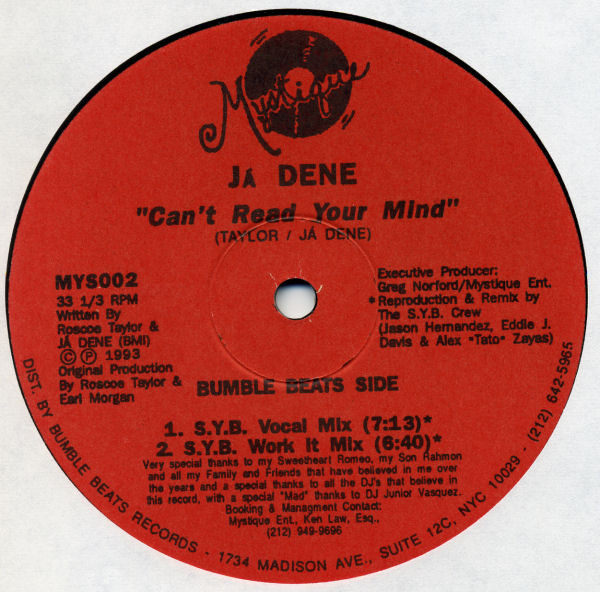 Mystique
JÁ DENE
"Can't Read Your Mind"
(TAYLOR / JÁ DENE)
MYS002
33 1/3 RPM
Written By
Roscoe Taylor &
JÁ DENE (BMI)
© ℗ 1993
Original Production
By Roscoe Taylor &
Earl Morgan
Executive Producer:
Greg Norford/Mystique Ent.
*Reproduction & Remix by
The S.Y.B. Crew
(Jason Hernandez, Eddie J.
Davis & Alex "Tato" Zayas)
BUMBLE BEATS SIDE
1. S.Y.B. Vocal Mix (7:13)*
2. S.Y.B. Work It Mix (6:40)*
Very special thanks to my Sweetheart Romeo, my Son Rahmon
and all my Family and Friends that have believed in me over
the years and a special thanks to all the DJ's that believe in
this record, with a special "Mad" thanks to DJ Junior Vasquez.
Booking & Managment Contact:
Mystique Ent., Ken Law, Esq.,
(212) 949-9696
DIST. BY BUMBLE BEATS RECORDS - 1734 MADISON AVE., SUITE 12C, NYC 10029 - (212) 642-5965